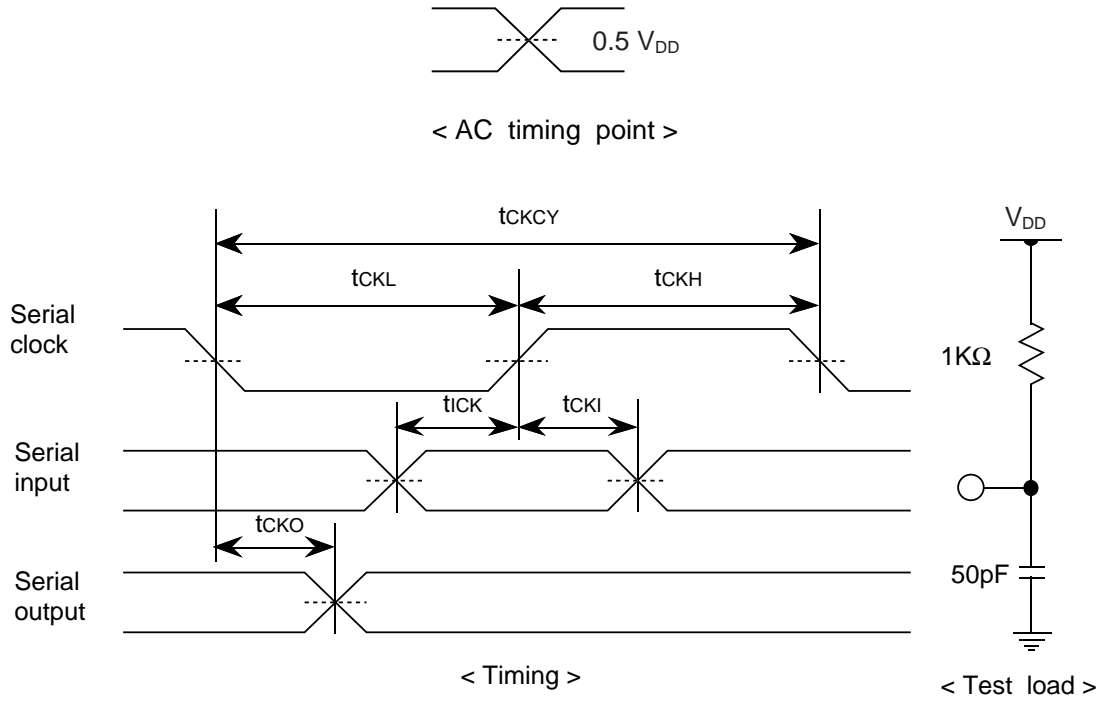 0.5 VDD
< AC timing point >
tCKCY
VDD
tCKL
tCKH
Serial
clock
1KΩ
tICK
tCKI
Serial
input
tCKO
Serial
output
50pF
< Timing >
< Test load >